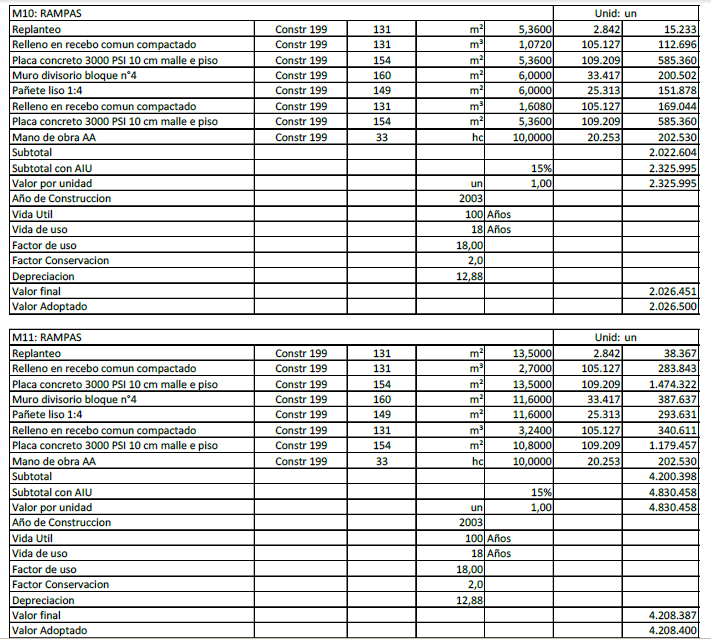 M10: RAMPAS Unid: un
Replanteo Constr 199 131 m² 5,3600 2.842 15.233
Relleno en recebo comun compactado Constr 199 131 m³ 1,0720 105.127 112.696
Placa concreto 3000 PSI 10 cm malle e piso Constr 199 154 m² 5,3600 109.209 585.360
Muro divisorio bloque n°4 Constr 199 160 m² 6,0000 33.417 200.502
Pañete liso 1:4 Constr 199 149 m² 6,0000 25.313 151.878
Relleno en recebo comun compactado Constr 199 131 m³ 1,6080 105.127 169.044
Placa concreto 3000 PSI 10 cm malle e piso Constr 199 154 m² 5,3600 109.209 585.360
Mano de obra AA Constr 199 33 hc 10,0000 20.253 202.530
Subtotal 2.022.604
Subtotal con AIU 15% 2.325.995
Valor por unidad un 1,00 2.325.995
Año de Construccion 2003
Vida Util 100 Años
Vida de uso 18 Años
Factor de uso 18,00
Factor Conservacion 2,0
Depreciacion 12,88
Valor final 2.026.451
Valor Adoptado 2.026.500
M11: RAMPAS Unid: un
Replanteo Constr 199 131 m² 13,5000 2.842 38.367
Relleno en recebo comun compactado Constr 199 131 m³ 2,7000 105.127 283.843
Placa concreto 3000 PSI 10 cm malle e piso Constr 199 154 m² 13,5000 109.209 1.474.322
Muro divisorio bloque n°4 Constr 199 160 m² 11,6000 33.417 387.637
Pañete liso 1:4 Constr 199 149 m² 11,6000 25.313 293.631
Relleno en recebo comun compactado Constr 199 131 m³ 3,2400 105.127 340.611
Placa concreto 3000 PSI 10 cm malle e piso Constr 199 154 m² 10,8000 109.209 1.179.457
Mano de obra AA Constr 199 33 hc 10,0000 20.253 202.530
Subtotal 4.200.398
Subtotal con AIU 15% 4.830.458
Valor por unidad un 1,00 4.830.458
Año de Construccion 2003
Vida Util 100 Años
Vida de uso 18 Años
Factor de uso 18,00
Factor Conservacion 2,0
Depreciacion 12,88
Valor final 4.208.387
Valor Adoptado 4.208.400